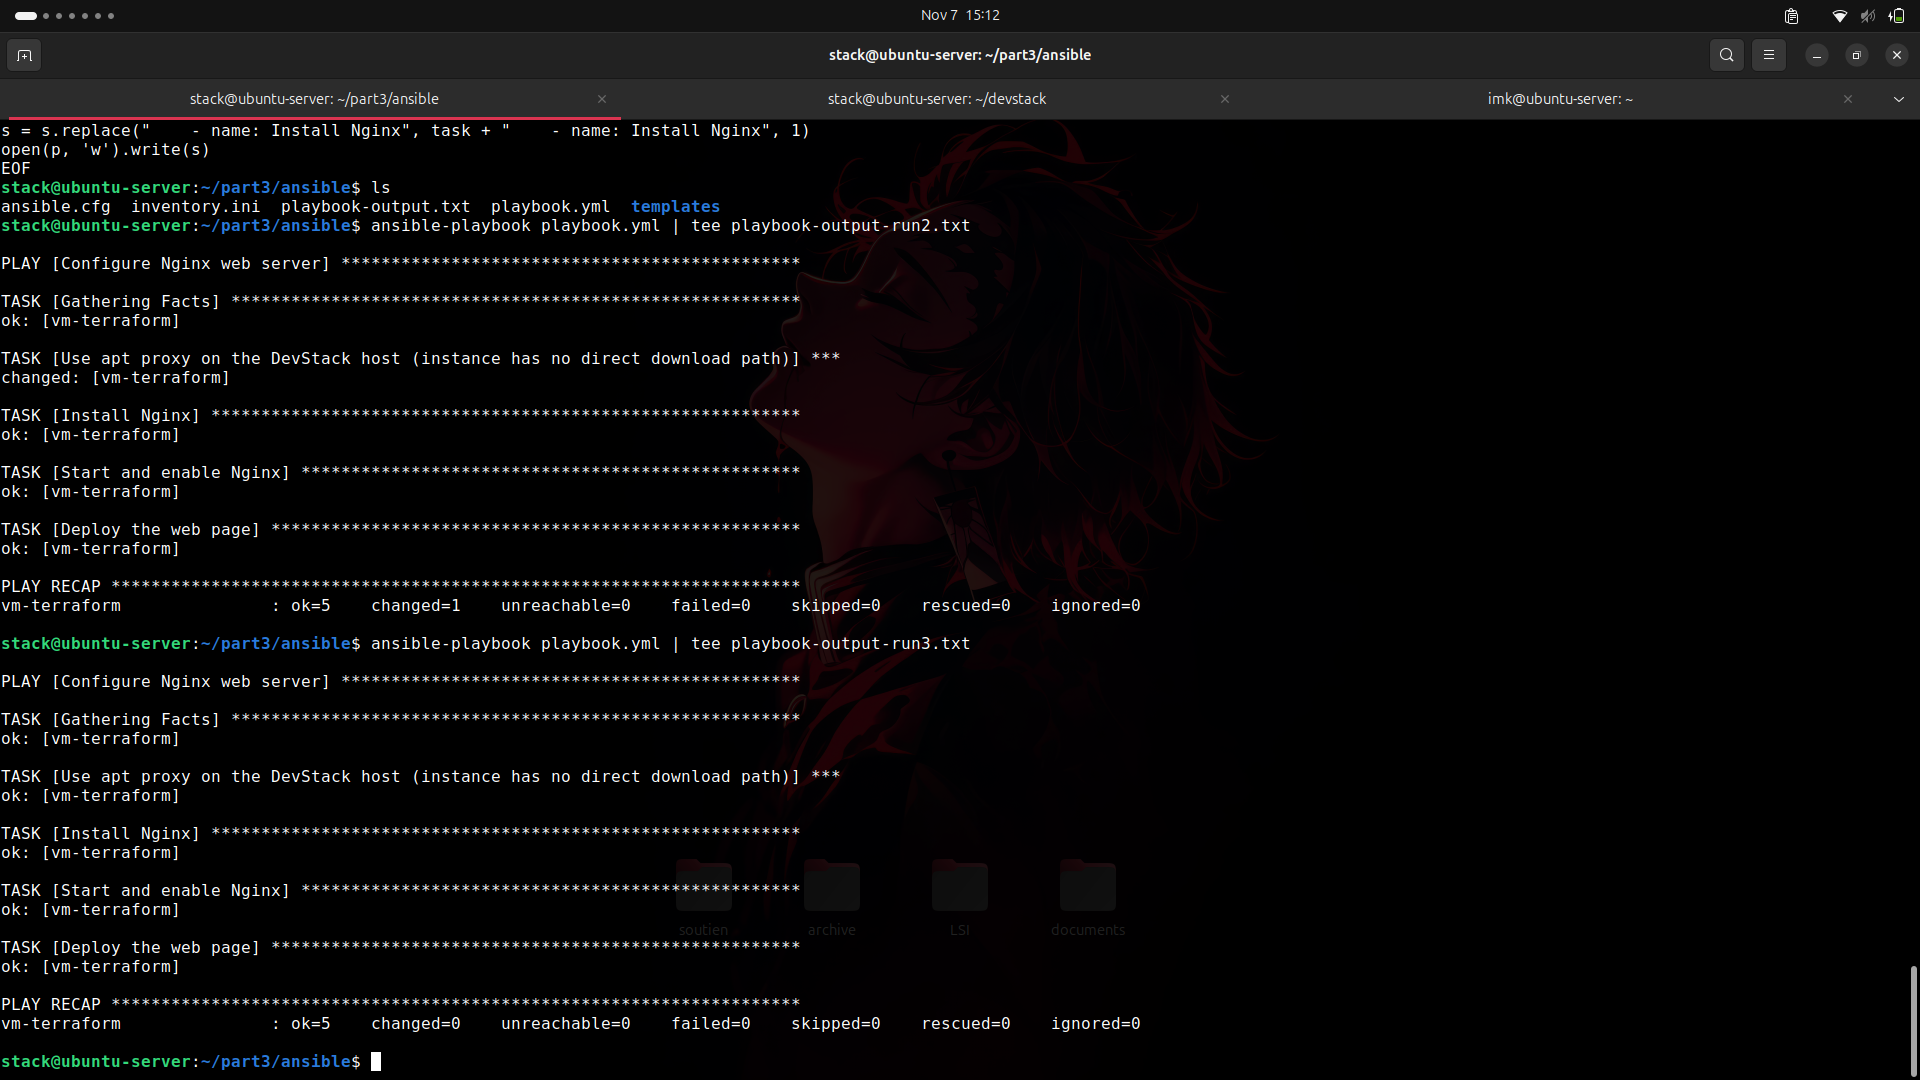 Nov 7 15:12
stack@ubuntu-server: ~/part3/ansible
stack@ubuntu-server: ~/part3/ansible
stack@ubuntu-server: ~/devstack
imk@ubuntu-server: ~
s = s.replace("    - name: Install Nginx", task + "    - name: Install Nginx", 1)
open(p, 'w').write(s)
EOF
stack@ubuntu-server:~/part3/ansible$ ls
ansible.cfg  inventory.ini  playbook-output.txt  playbook.yml  templates
stack@ubuntu-server:~/part3/ansible$ ansible-playbook playbook.yml | tee playbook-output-run2.txt
PLAY [Configure Nginx web server] **********************************************
TASK [Gathering Facts] *********************************************************
ok: [vm-terraform]
TASK [Use apt proxy on the DevStack host (instance has no direct download path)] ***
changed: [vm-terraform]
TASK [Install Nginx] ***********************************************************
ok: [vm-terraform]
TASK [Start and enable Nginx] **************************************************
ok: [vm-terraform]
TASK [Deploy the web page] *****************************************************
ok: [vm-terraform]
PLAY RECAP *********************************************************************
vm-terraform               : ok=5    changed=1    unreachable=0    failed=0    skipped=0    rescued=0    ignored=0
stack@ubuntu-server:~/part3/ansible$ ansible-playbook playbook.yml | tee playbook-output-run3.txt
PLAY [Configure Nginx web server] **********************************************
TASK [Gathering Facts] *********************************************************
ok: [vm-terraform]
TASK [Use apt proxy on the DevStack host (instance has no direct download path)] ***
ok: [vm-terraform]
TASK [Install Nginx] ***********************************************************
ok: [vm-terraform]
TASK [Start and enable Nginx] **************************************************
ok: [vm-terraform]
soutien
archive
LSI
documents
TASK [Deploy the web page] *****************************************************
ok: [vm-terraform]
PLAY RECAP *********************************************************************
vm-terraform               : ok=5    changed=0    unreachable=0    failed=0    skipped=0    rescued=0    ignored=0
stack@ubuntu-server:~/part3/ansible$